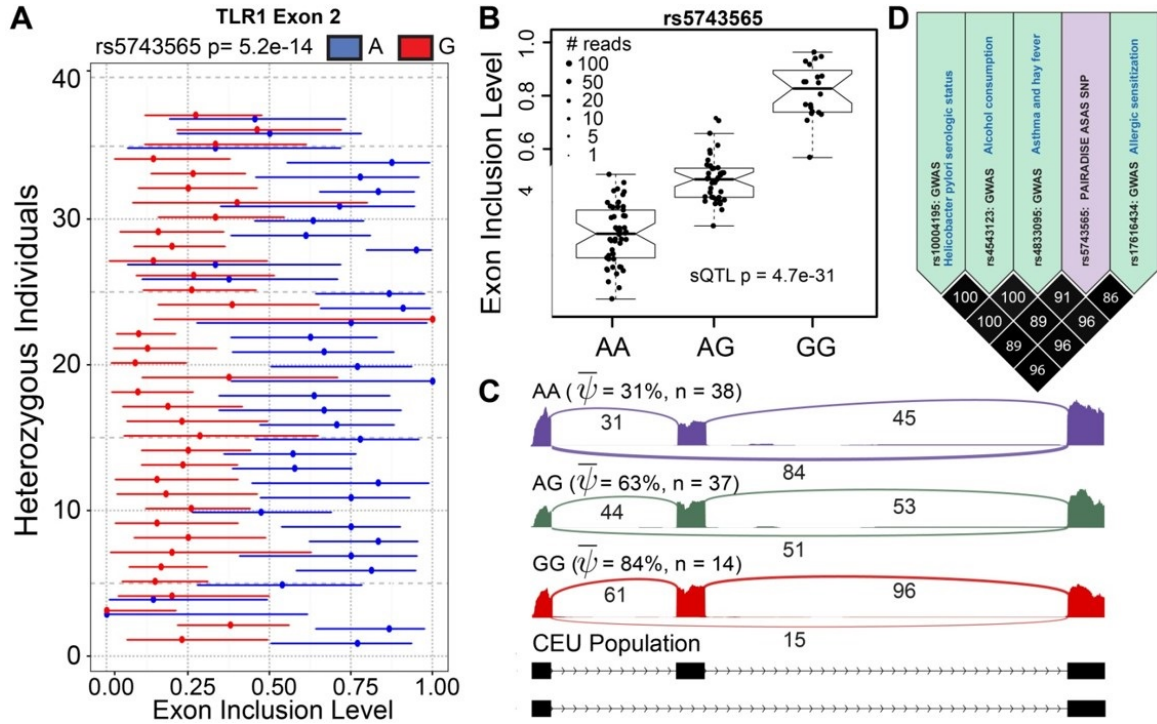 A
TLR1 Exon 2
rs5743565 p= 5.2e-14 A G
40
30
20
10
0
Heterozygous Individuals
0.00 0.25 0.50 0.75 1.00
Exon Inclusion Level
B
rs5743565
# reads
100
50
20
10
5
1
1.0
0.8
0.6
4
Exon Inclusion Level
sQTL p = 4.7e-31
AA AG GG
C
AA (ψ = 31%, n = 38)
31 45
84
AG (ψ = 63%, n = 37)
44 53
51
GG (ψ = 84%, n = 14)
61 96
15
CEU Population
D
rs10004195: GWAS
Helicobacter pylori serologic status
rs4543123: GWAS Alcohol consumption
rs4833095: GWAS Asthma and hay fever
rs5743565: PAIRADISE ASAS SNP
rs17616434: GWAS Allergic sensitization
100 100 91 86
100 89 96
89 96
96